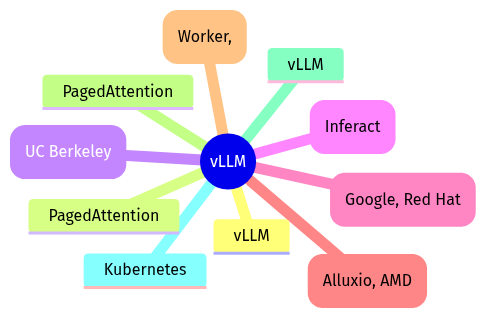 Worker,
vLLM
PagedAttention
Inferact
UC Berkeley
vLLM
Google, Red Hat
PagedAttention
vLLM
Kubernetes
Alluxio, AMD